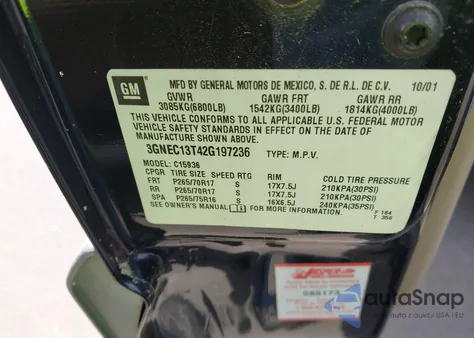 GM
MFD BY GENERAL MOTORS DE MEXICO, S. DE R.L. DE C.V. 10/01
GVWR GAWR FRT GAWR RR
3085KG(6800LB) 1542KG(3400LB) 1814KG(4000LB)
THIS VEHICLE CONFORMS TO ALL APPLICABLE U.S. FEDERAL MOTOR
VEHICLE SAFETY STANDARDS IN EFFECT ON THE DATE OF
MANUFACTURE SHOWN ABOVE.
3GNEC13T42G197236 TYPE: M.P.V.
MODEL: C15936
CPGR TIRE SIZE SPEED RTG RIM COLD TIRE PRESSURE
FRT P265/70R17 S 17X7.5J 210KPA(30PSI)
RR P265/70R17 S 17X7.5J 210KPA(30PSI)
SPA P265/75R16 S 16X6.5J 240KPA(35PSI)
SEE OWNER'S MANUAL FOR MORE INFORMATION.
F 184
T 356
autoSnap